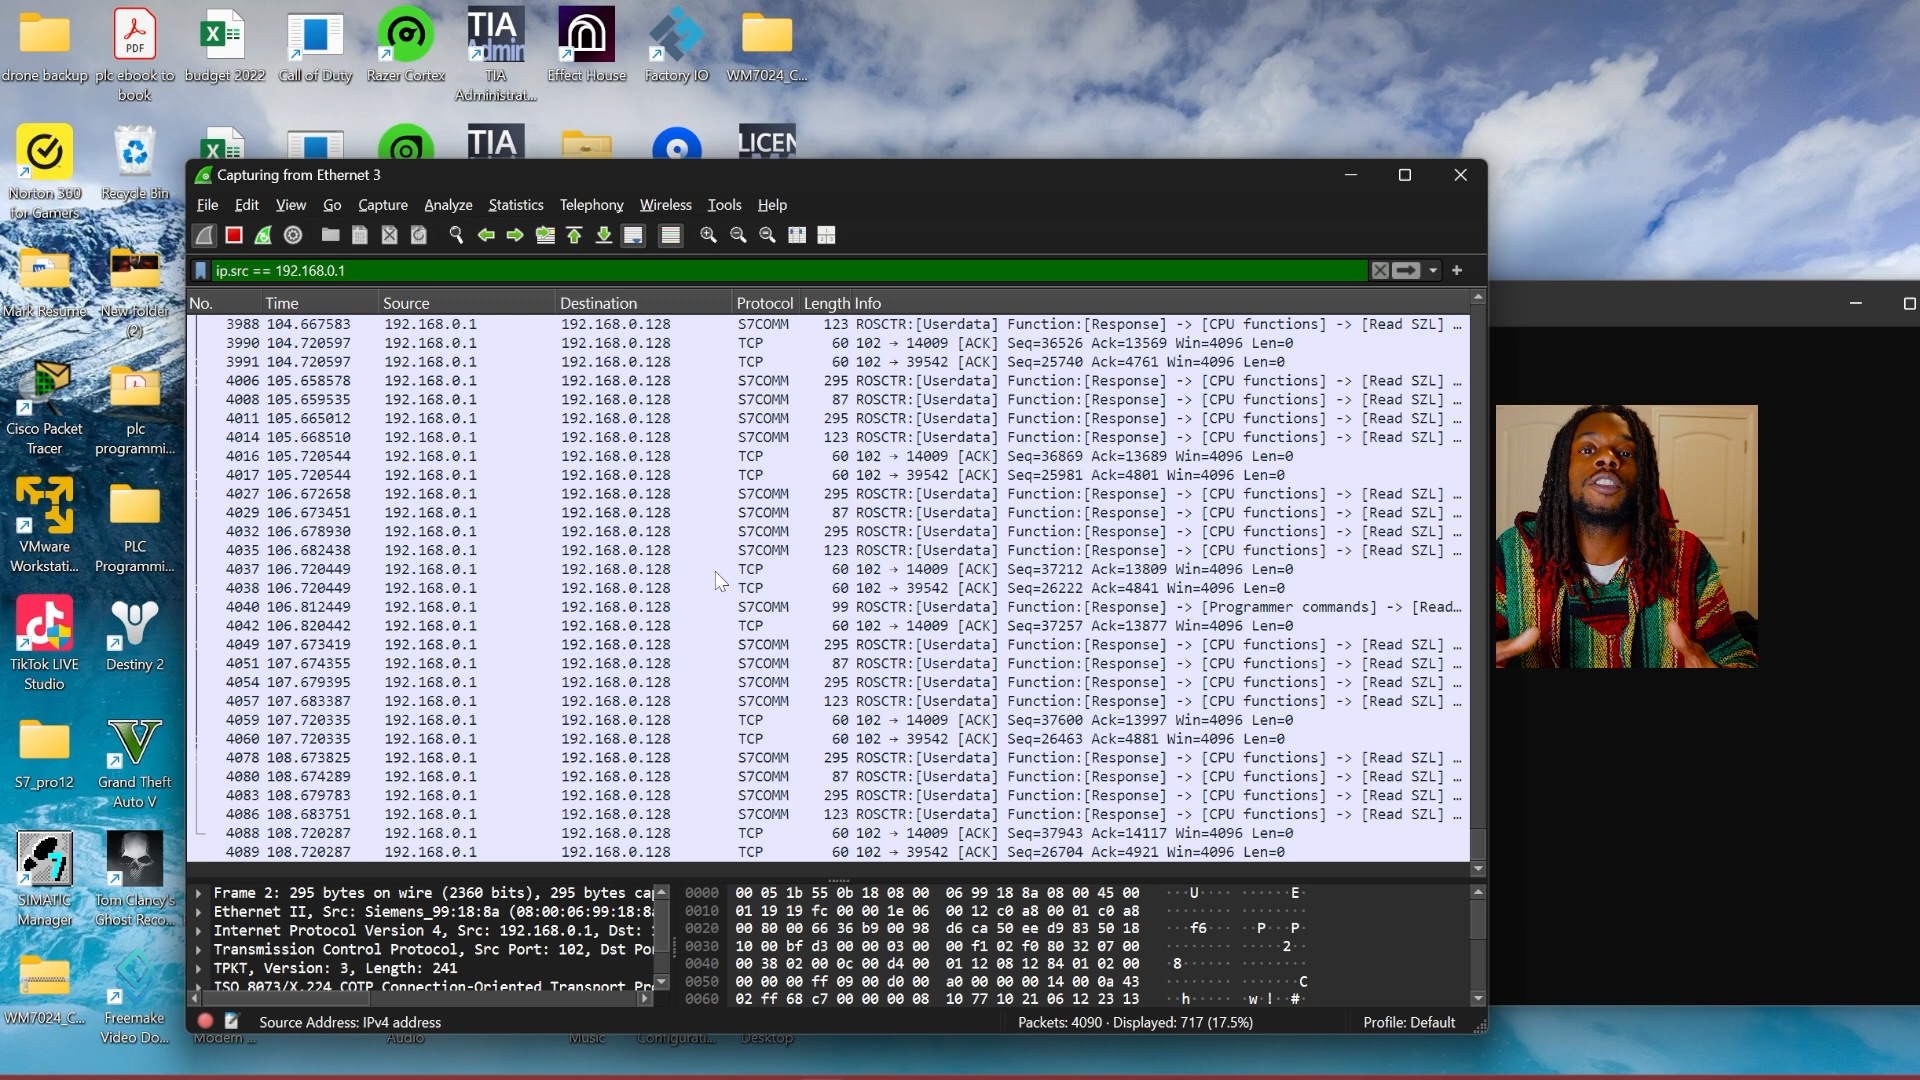 drone backup
plc ebook to book
budget 2022
Call of Duty
Razer Cortex
TIA Administrat...
Effect House
Factory IO
WM7024_C...
Norton 360 for Gamers
Recycle Bin
Mark Resume
New folder (2)
Cisco Packet Tracer
plc programmi...
VMware Workstati...
PLC Programmi...
TikTok LIVE Studio
Destiny 2
S7_pro12
Grand Theft Auto V
SIMATIC Manager
Tom Clancy's Ghost Reco...
WM7024_C...
Freemake Video Do...
Capturing from Ethernet 3
File Edit View Go Capture Analyze Statistics Telephony Wireless Tools Help
ip.src == 192.168.0.1
No. Time Source Destination Protocol Length Info
3988 104.667583 192.168.0.1 192.168.0.128 S7COMM 123 ROSCTR:[Userdata] Function:[Response] -> [CPU functions] -> [Read SZL] …
3990 104.720597 192.168.0.1 192.168.0.128 TCP 60 102 → 14009 [ACK] Seq=36526 Ack=13569 Win=4096 Len=0
3991 104.720597 192.168.0.1 192.168.0.128 TCP 60 102 → 39542 [ACK] Seq=25740 Ack=4761 Win=4096 Len=0
4006 105.658578 192.168.0.1 192.168.0.128 S7COMM 295 ROSCTR:[Userdata] Function:[Response] -> [CPU functions] -> [Read SZL] …
4008 105.659535 192.168.0.1 192.168.0.128 S7COMM 87 ROSCTR:[Userdata] Function:[Response] -> [CPU functions] -> [Read SZL] …
4011 105.665012 192.168.0.1 192.168.0.128 S7COMM 295 ROSCTR:[Userdata] Function:[Response] -> [CPU functions] -> [Read SZL] …
4014 105.668510 192.168.0.1 192.168.0.128 S7COMM 123 ROSCTR:[Userdata] Function:[Response] -> [CPU functions] -> [Read SZL] …
4016 105.720544 192.168.0.1 192.168.0.128 TCP 60 102 → 14009 [ACK] Seq=36869 Ack=13689 Win=4096 Len=0
4017 105.720544 192.168.0.1 192.168.0.128 TCP 60 102 → 39542 [ACK] Seq=25981 Ack=4801 Win=4096 Len=0
4027 106.672658 192.168.0.1 192.168.0.128 S7COMM 295 ROSCTR:[Userdata] Function:[Response] -> [CPU functions] -> [Read SZL] …
4029 106.673451 192.168.0.1 192.168.0.128 S7COMM 87 ROSCTR:[Userdata] Function:[Response] -> [CPU functions] -> [Read SZL] …
4032 106.678930 192.168.0.1 192.168.0.128 S7COMM 295 ROSCTR:[Userdata] Function:[Response] -> [CPU functions] -> [Read SZL] …
4035 106.682438 192.168.0.1 192.168.0.128 S7COMM 123 ROSCTR:[Userdata] Function:[Response] -> [CPU functions] -> [Read SZL] …
4037 106.720449 192.168.0.1 192.168.0.128 TCP 60 102 → 14009 [ACK] Seq=37212 Ack=13809 Win=4096 Len=0
4038 106.720449 192.168.0.1 192.168.0.128 TCP 60 102 → 39542 [ACK] Seq=26222 Ack=4841 Win=4096 Len=0
4040 106.812449 192.168.0.1 192.168.0.128 S7COMM 99 ROSCTR:[Userdata] Function:[Response] -> [Programmer commands] -> [Read…
4042 106.820442 192.168.0.1 192.168.0.128 TCP 60 102 → 14009 [ACK] Seq=37257 Ack=13877 Win=4096 Len=0
4049 107.673419 192.168.0.1 192.168.0.128 S7COMM 295 ROSCTR:[Userdata] Function:[Response] -> [CPU functions] -> [Read SZL] …
4051 107.674355 192.168.0.1 192.168.0.128 S7COMM 87 ROSCTR:[Userdata] Function:[Response] -> [CPU functions] -> [Read SZL] …
4054 107.679395 192.168.0.1 192.168.0.128 S7COMM 295 ROSCTR:[Userdata] Function:[Response] -> [CPU functions] -> [Read SZL] …
4057 107.683387 192.168.0.1 192.168.0.128 S7COMM 123 ROSCTR:[Userdata] Function:[Response] -> [CPU functions] -> [Read SZL] …
4059 107.720335 192.168.0.1 192.168.0.128 TCP 60 102 → 14009 [ACK] Seq=37600 Ack=13997 Win=4096 Len=0
4060 107.720335 192.168.0.1 192.168.0.128 TCP 60 102 → 39542 [ACK] Seq=26463 Ack=4881 Win=4096 Len=0
4078 108.673825 192.168.0.1 192.168.0.128 S7COMM 295 ROSCTR:[Userdata] Function:[Response] -> [CPU functions] -> [Read SZL] …
4080 108.674289 192.168.0.1 192.168.0.128 S7COMM 87 ROSCTR:[Userdata] Function:[Response] -> [CPU functions] -> [Read SZL] …
4083 108.679783 192.168.0.1 192.168.0.128 S7COMM 295 ROSCTR:[Userdata] Function:[Response] -> [CPU functions] -> [Read SZL] …
4086 108.683751 192.168.0.1 192.168.0.128 S7COMM 123 ROSCTR:[Userdata] Function:[Response] -> [CPU functions] -> [Read SZL] …
4088 108.720287 192.168.0.1 192.168.0.128 TCP 60 102 → 14009 [ACK] Seq=37943 Ack=14117 Win=4096 Len=0
4089 108.720287 192.168.0.1 192.168.0.128 TCP 60 102 → 39542 [ACK] Seq=26704 Ack=4921 Win=4096 Len=0
Frame 2: 295 bytes on wire (2360 bits), 295 bytes ca
Ethernet II, Src: Siemens_99:18:8a (08:00:06:99:18:8
Internet Protocol Version 4, Src: 192.168.0.1, Dst:
Transmission Control Protocol, Src Port: 102, Dst Po
TPKT, Version: 3, Length: 241
ISO 8073/X.224 COTP Connection-Oriented Transport Pr
0000 00 05 1b 55 0b 18 08 00 06 99 18 8a 08 00 45 00 ···U···· ······E·
0010 01 19 19 fc 00 00 1e 06 00 12 c0 a8 00 01 c0 a8 ········ ········
0020 00 80 00 66 36 b9 00 98 d6 ca 50 ee d9 83 50 18 ···f6··· ··P···P·
0030 10 00 bf d3 00 00 03 00 00 f1 02 f0 80 32 07 00 ········ ·····2··
0040 00 38 02 00 0c 00 d4 00 01 12 08 12 84 01 02 00 ·8······ ········
0050 00 00 00 ff 09 00 d0 00 a0 00 00 00 14 00 0a 43 ········ ·······C
0060 02 ff 68 c7 00 00 00 08 10 77 10 21 06 12 23 13 ··h····· ·w·!··#·
Source Address: IPv4 address
Packets: 4090 · Displayed: 717 (17.5%)
Profile: Default
Modern ...
Audio
Music
Configurati...
Desktop